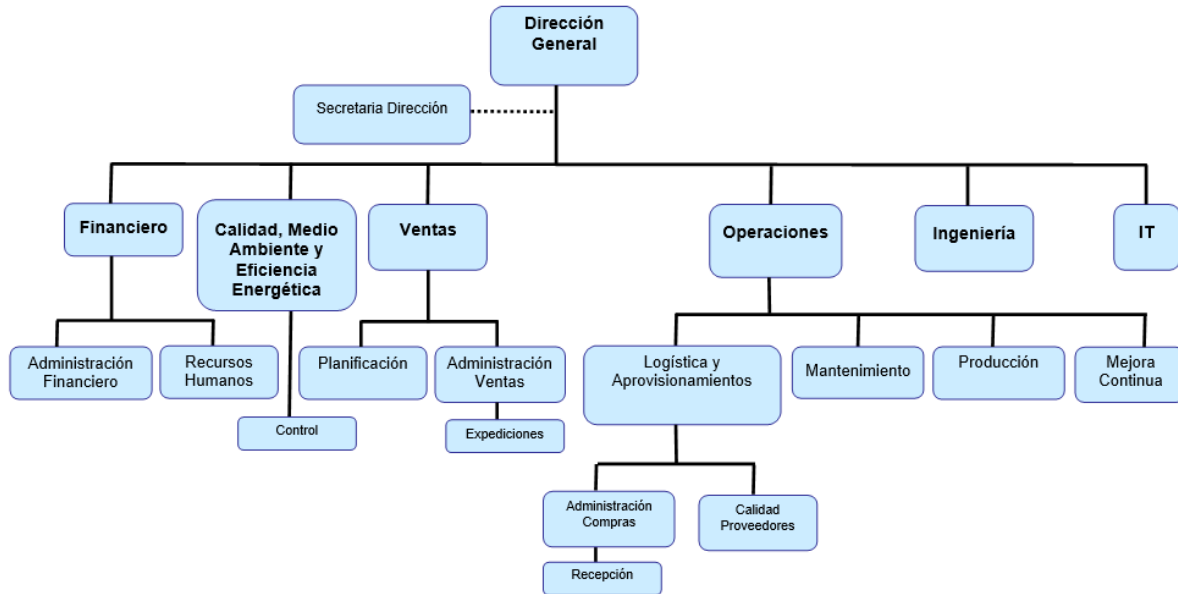 Dirección
General
Secretaria Dirección
Financiero
Calidad, Medio
Ambiente y
Eficiencia
Energética
Ventas
Operaciones
Ingeniería
IT
Administración
Financiero
Recursos
Humanos
Planificación
Administración
Ventas
Logística y
Aprovisionamientos
Mantenimiento
Producción
Mejora
Continua
Control
Expediciones
Administración
Compras
Calidad
Proveedores
Recepción